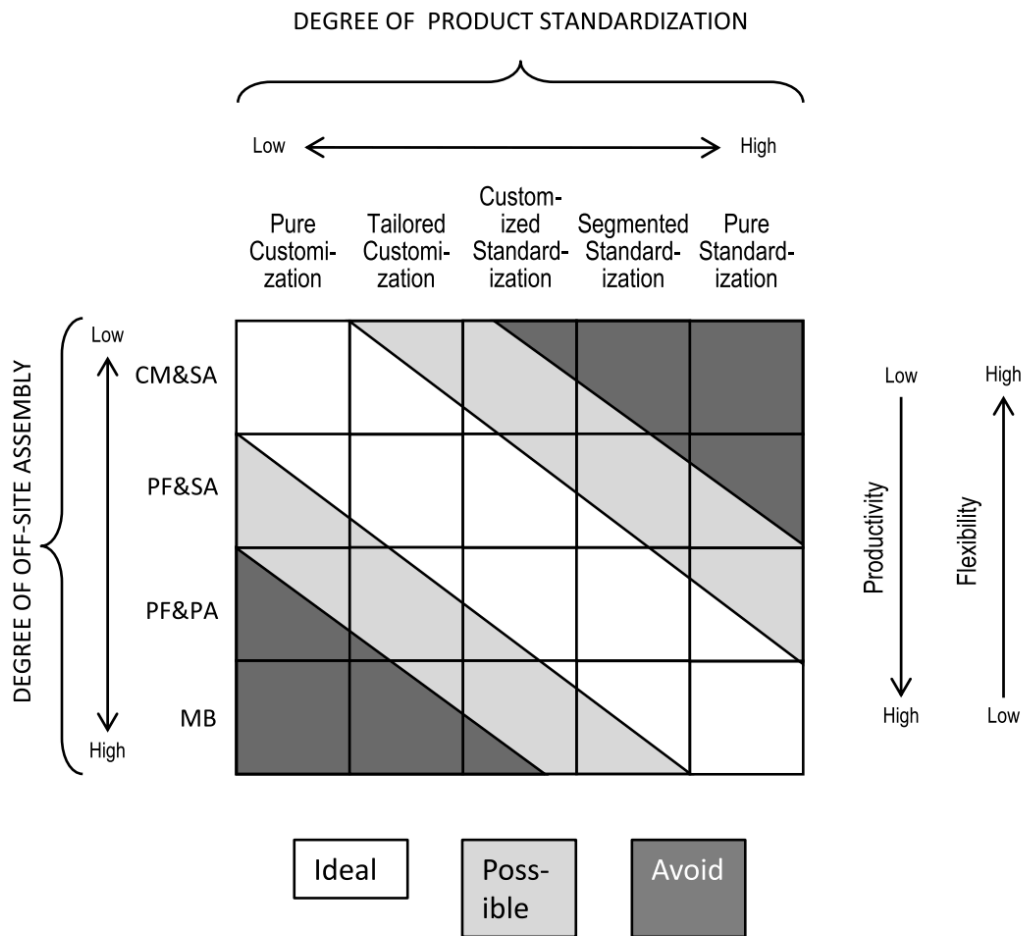 DEGREE OF PRODUCT STANDARDIZATION
Low
High
Pure
Customi-
zation
Tailored
Customi-
zation
Custom-
ized
Standard-
ization
Segmented
Standard-
ization
Pure
Standard-
ization
DEGREE OF OFF-SITE ASSEMBLY
Low
High
CM&SA
PF&SA
PF&PA
MB
Low
Productivity
High
High
Flexibility
Low
Ideal
Poss-
ible
Avoid